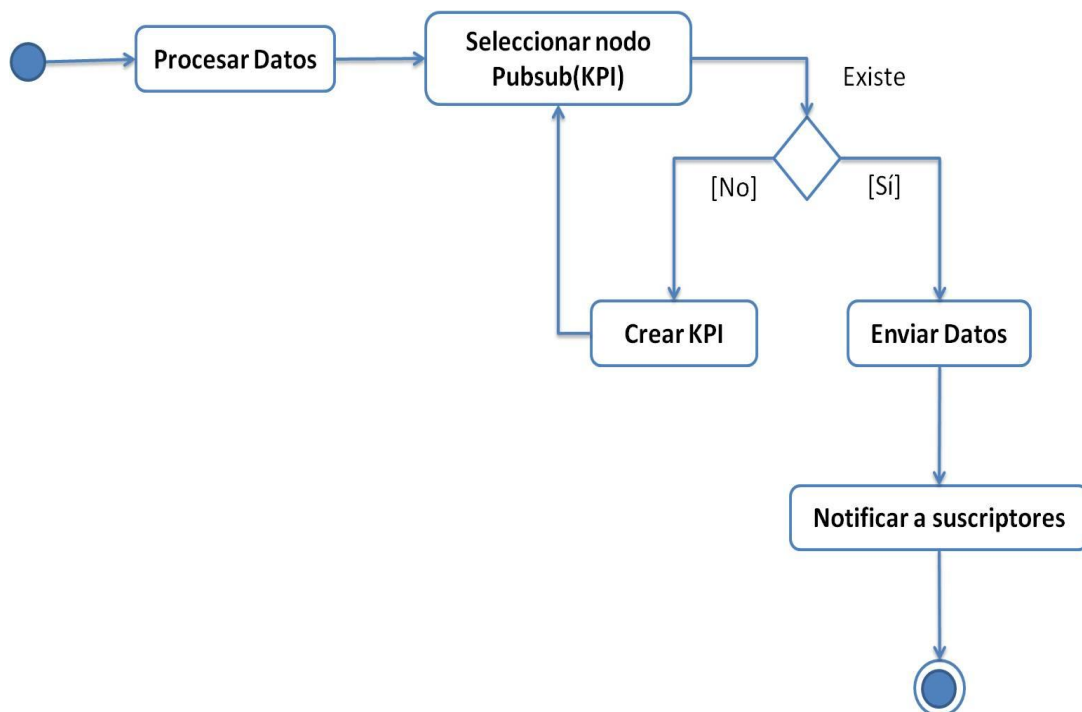 Procesar Datos
Seleccionar nodo
Pubsub(KPI)
Existe
[No]
[Sí]
Crear KPI
Enviar Datos
Notificar a suscriptores